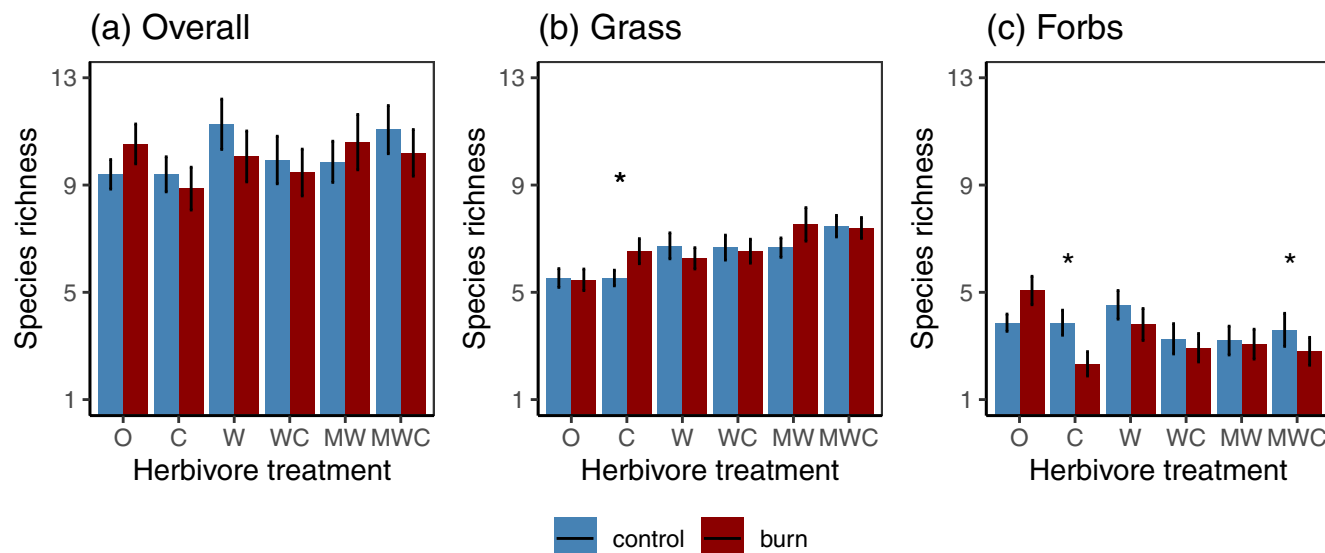 (a) Overall
(b) Grass
(c) Forbs
Species richness
13
9
5
1
O C W WC MW MWC
Herbivore treatment
Species richness
13
9
5
1
*
O C W WC MW MWC
Herbivore treatment
Species richness
13
9
5
1
* *
O C W WC MW MWC
Herbivore treatment
control burn